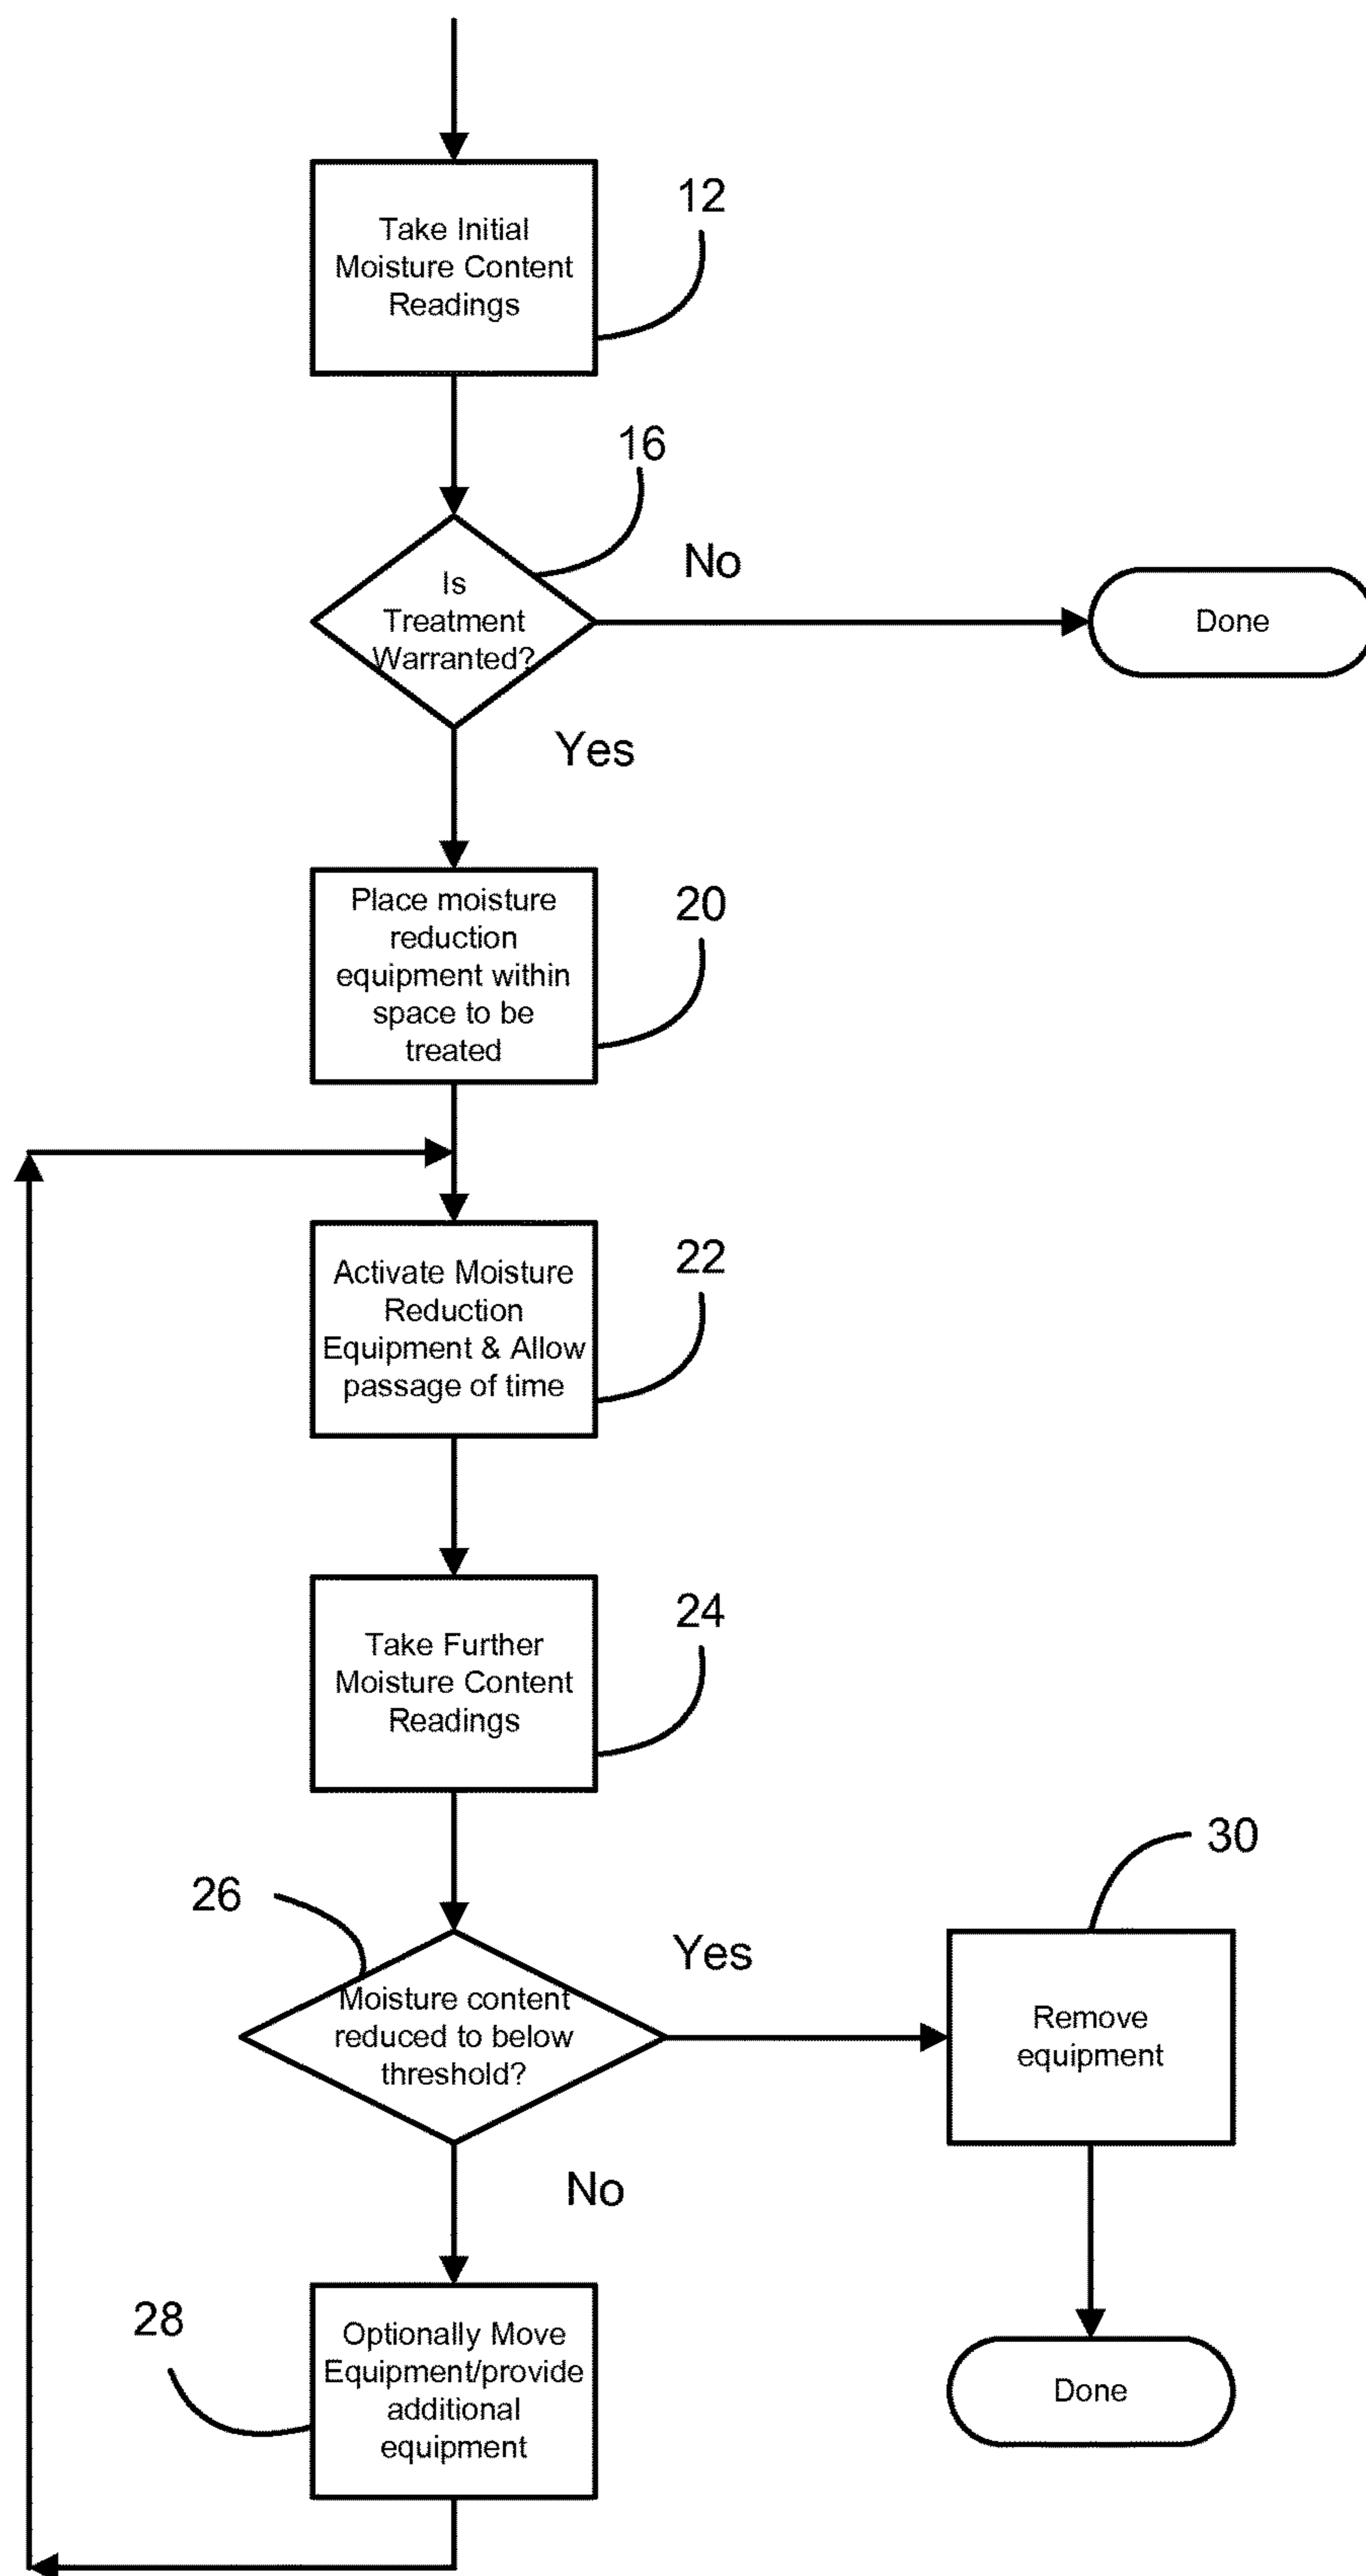 Take Initial
Moisture Content
Readings
12
16
Is
Treatment
Warranted?
No
Done
Yes
Place moisture
reduction
equipment within
space to be
treated
20
Activate Moisture
Reduction
Equipment & Allow
passage of time
22
Take Further
Moisture Content
Readings
24
26
Moisture content
reduced to below
threshold?
Yes
30
Remove
equipment
No
28
Optionally Move
Equipment/provide
additional
equipment
Done